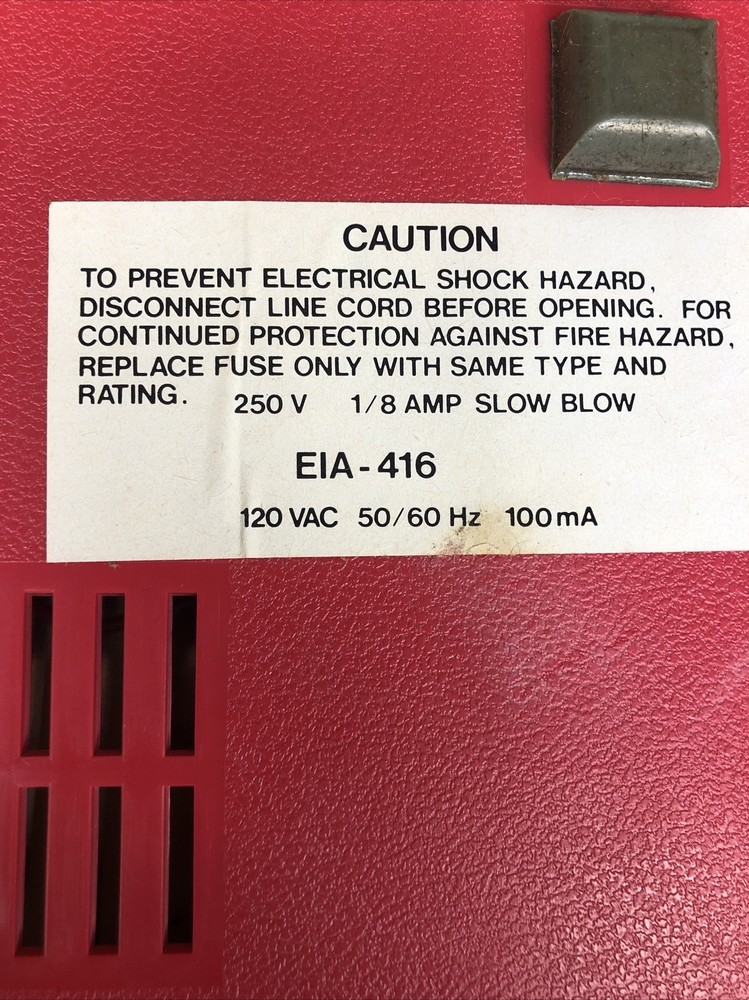 CAUTION
TO PREVENT ELECTRICAL SHOCK HAZARD,
DISCONNECT LINE CORD BEFORE OPENING. FOR
CONTINUED PROTECTION AGAINST FIRE HAZARD,
REPLACE FUSE ONLY WITH SAME TYPE AND
RATING. 250 V 1/8 AMP SLOW BLOW
EIA-416
120 VAC 50/60 Hz 100mA